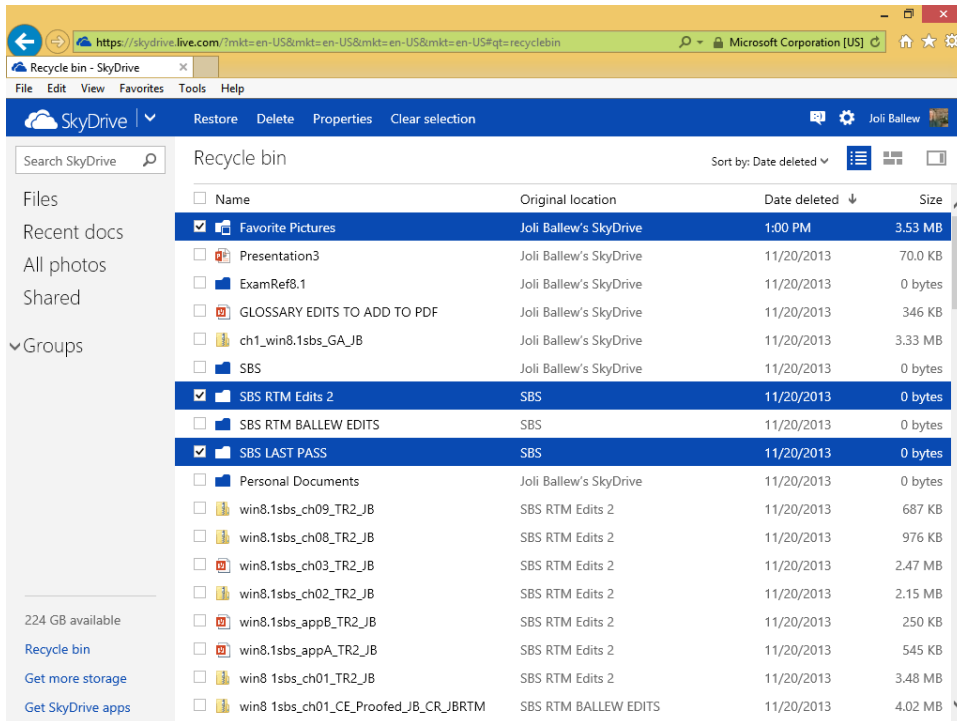 https://skydrive.live.com/?mkt=en-US&mkt=en-US&mkt=en-US&mkt=en-US#qt=recyclebin Microsoft Corporation [US]
Recycle bin - SkyDrive
File Edit View Favorites Tools Help
SkyDrive Restore Delete Properties Clear selection Joli Ballew
Search SkyDrive Recycle bin Sort by: Date deleted
Files
Recent docs
All photos
Shared
Groups
224 GB available
Recycle bin
Get more storage
Get SkyDrive apps
Name Original location Date deleted Size
Favorite Pictures Joli Ballew's SkyDrive 1:00 PM 3.53 MB
Presentation3 Joli Ballew's SkyDrive 11/20/2013 70.0 KB
ExamRef8.1 Joli Ballew's SkyDrive 11/20/2013 0 bytes
GLOSSARY EDITS TO ADD TO PDF Joli Ballew's SkyDrive 11/20/2013 346 KB
ch1_win8.1sbs_GA_JB Joli Ballew's SkyDrive 11/20/2013 3.33 MB
SBS Joli Ballew's SkyDrive 11/20/2013 0 bytes
SBS RTM Edits 2 SBS 11/20/2013 0 bytes
SBS RTM BALLEW EDITS SBS 11/20/2013 0 bytes
SBS LAST PASS SBS 11/20/2013 0 bytes
Personal Documents Joli Ballew's SkyDrive 11/20/2013 0 bytes
win8.1sbs_ch09_TR2_JB SBS RTM Edits 2 11/20/2013 687 KB
win8.1sbs_ch08_TR2_JB SBS RTM Edits 2 11/20/2013 976 KB
win8.1sbs_ch03_TR2_JB SBS RTM Edits 2 11/20/2013 2.47 MB
win8.1sbs_ch02_TR2_JB SBS RTM Edits 2 11/20/2013 2.15 MB
win8.1sbs_appB_TR2_JB SBS RTM Edits 2 11/20/2013 250 KB
win8.1sbs_appA_TR2_JB SBS RTM Edits 2 11/20/2013 545 KB
win8 1sbs_ch01_TR2_JB SBS RTM Edits 2 11/20/2013 3.48 MB
win8 1sbs_ch01_CE_Proofed_JB_CR_JBRTM SBS RTM BALLEW EDITS 11/20/2013 4.02 MB